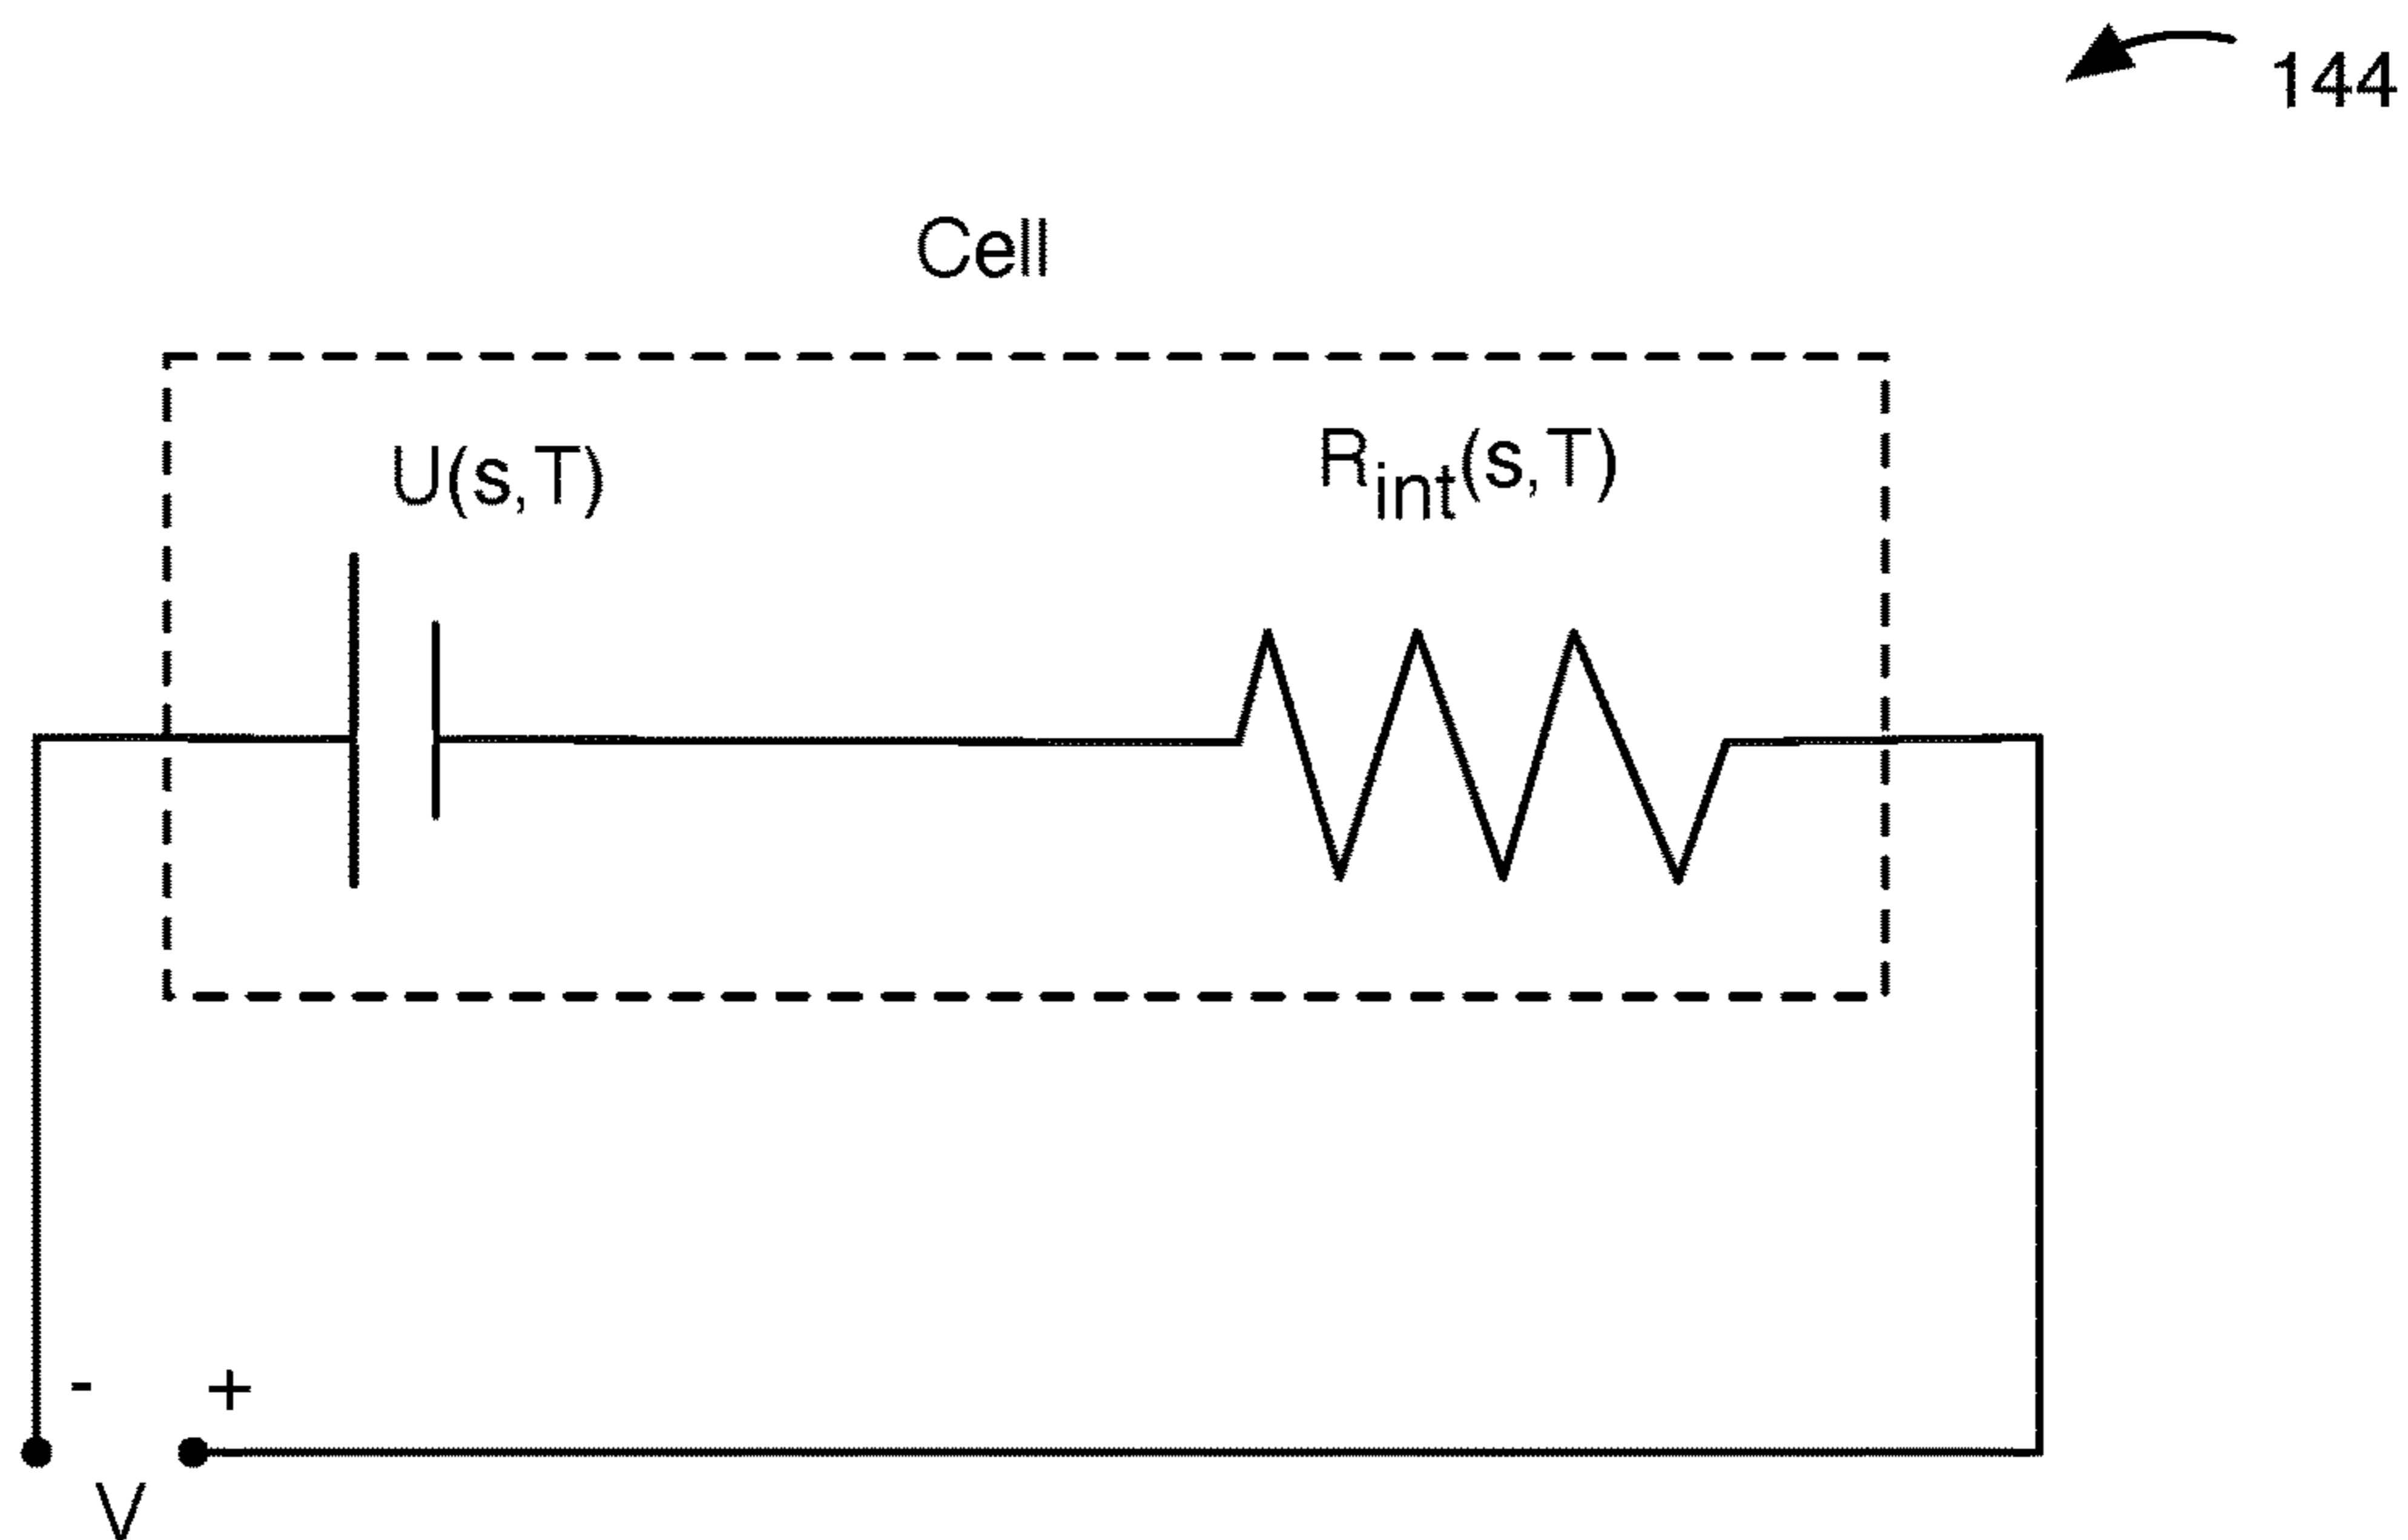 144
Cell
U(s,T)
Rint(s,T)
- +
V